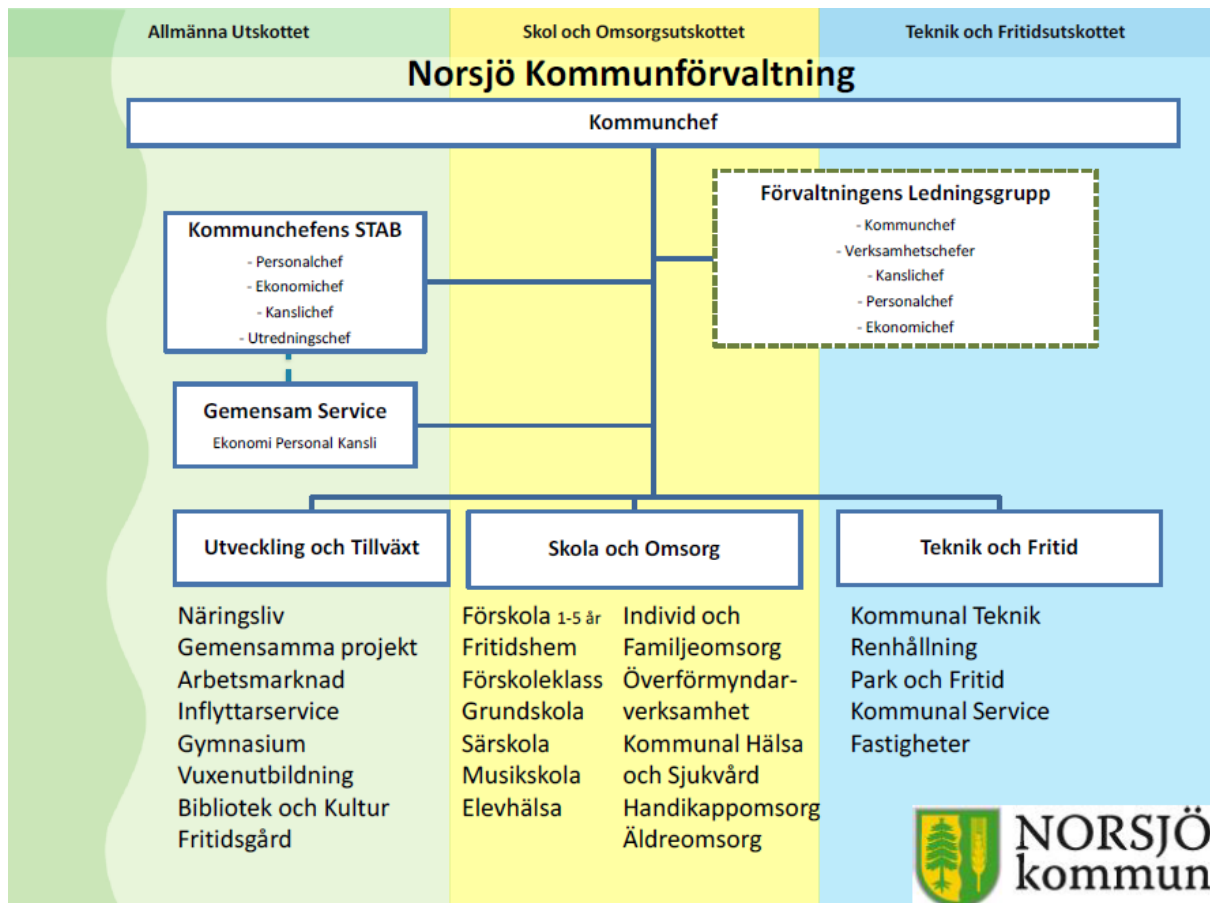 Allmänna Utskottet
Skol och Omsorgsutskottet
Teknik och Fritidsutskottet
Norsjö Kommunförvaltning
Kommunchef
Kommunchefens STAB
- Personalchef
- Ekonomichef
- Kanslichef
- Utredningschef
Förvaltningens Ledningsgrupp
- Kommunchef
- Verksamhetschefer
- Kanslichef
- Personalchef
- Ekonomichef
Gemensam Service
Ekonomi Personal Kansli
Utveckling och Tillväxt
Näringsliv
Gemensamma projekt
Arbetsmarknad
Inflyttarservice
Gymnasium
Vuxenutbildning
Bibliotek och Kultur
Fritidsgård
Skola och Omsorg
Förskola 1-5 år
Fritidshem
Förskoleklass
Grundskola
Särskola
Musikskola
Elevhälsa
Individ och
Familjeomsorg
Överförmyndar-
verksamhet
Kommunal Hälsa
och Sjukvård
Handikappomsorg
Äldreomsorg
Teknik och Fritid
Kommunal Teknik
Renhållning
Park och Fritid
Kommunal Service
Fastigheter
NORSJÖ
kommun